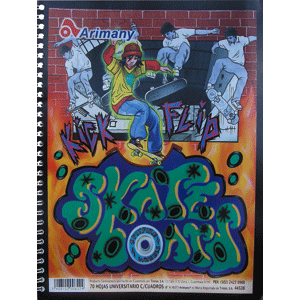 Arimany
KICK FLIP
SKATE
BOARD
70 HOJAS UNIVERSITARIO C/CUADROS